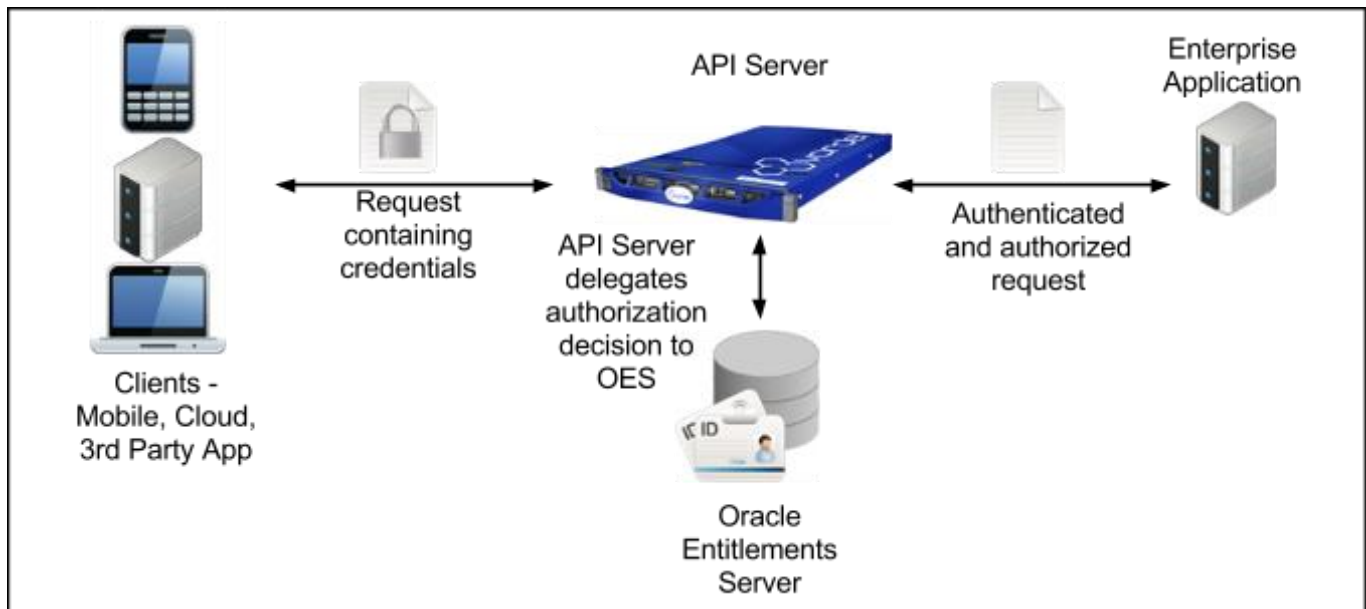 API Server
Enterprise
Application
Request
containing
credentials
Authenticated
and authorized
request
API Server
delegates
authorization
decision to
OES
Clients -
Mobile, Cloud,
3rd Party App
ID
Oracle
Entitlements
Server